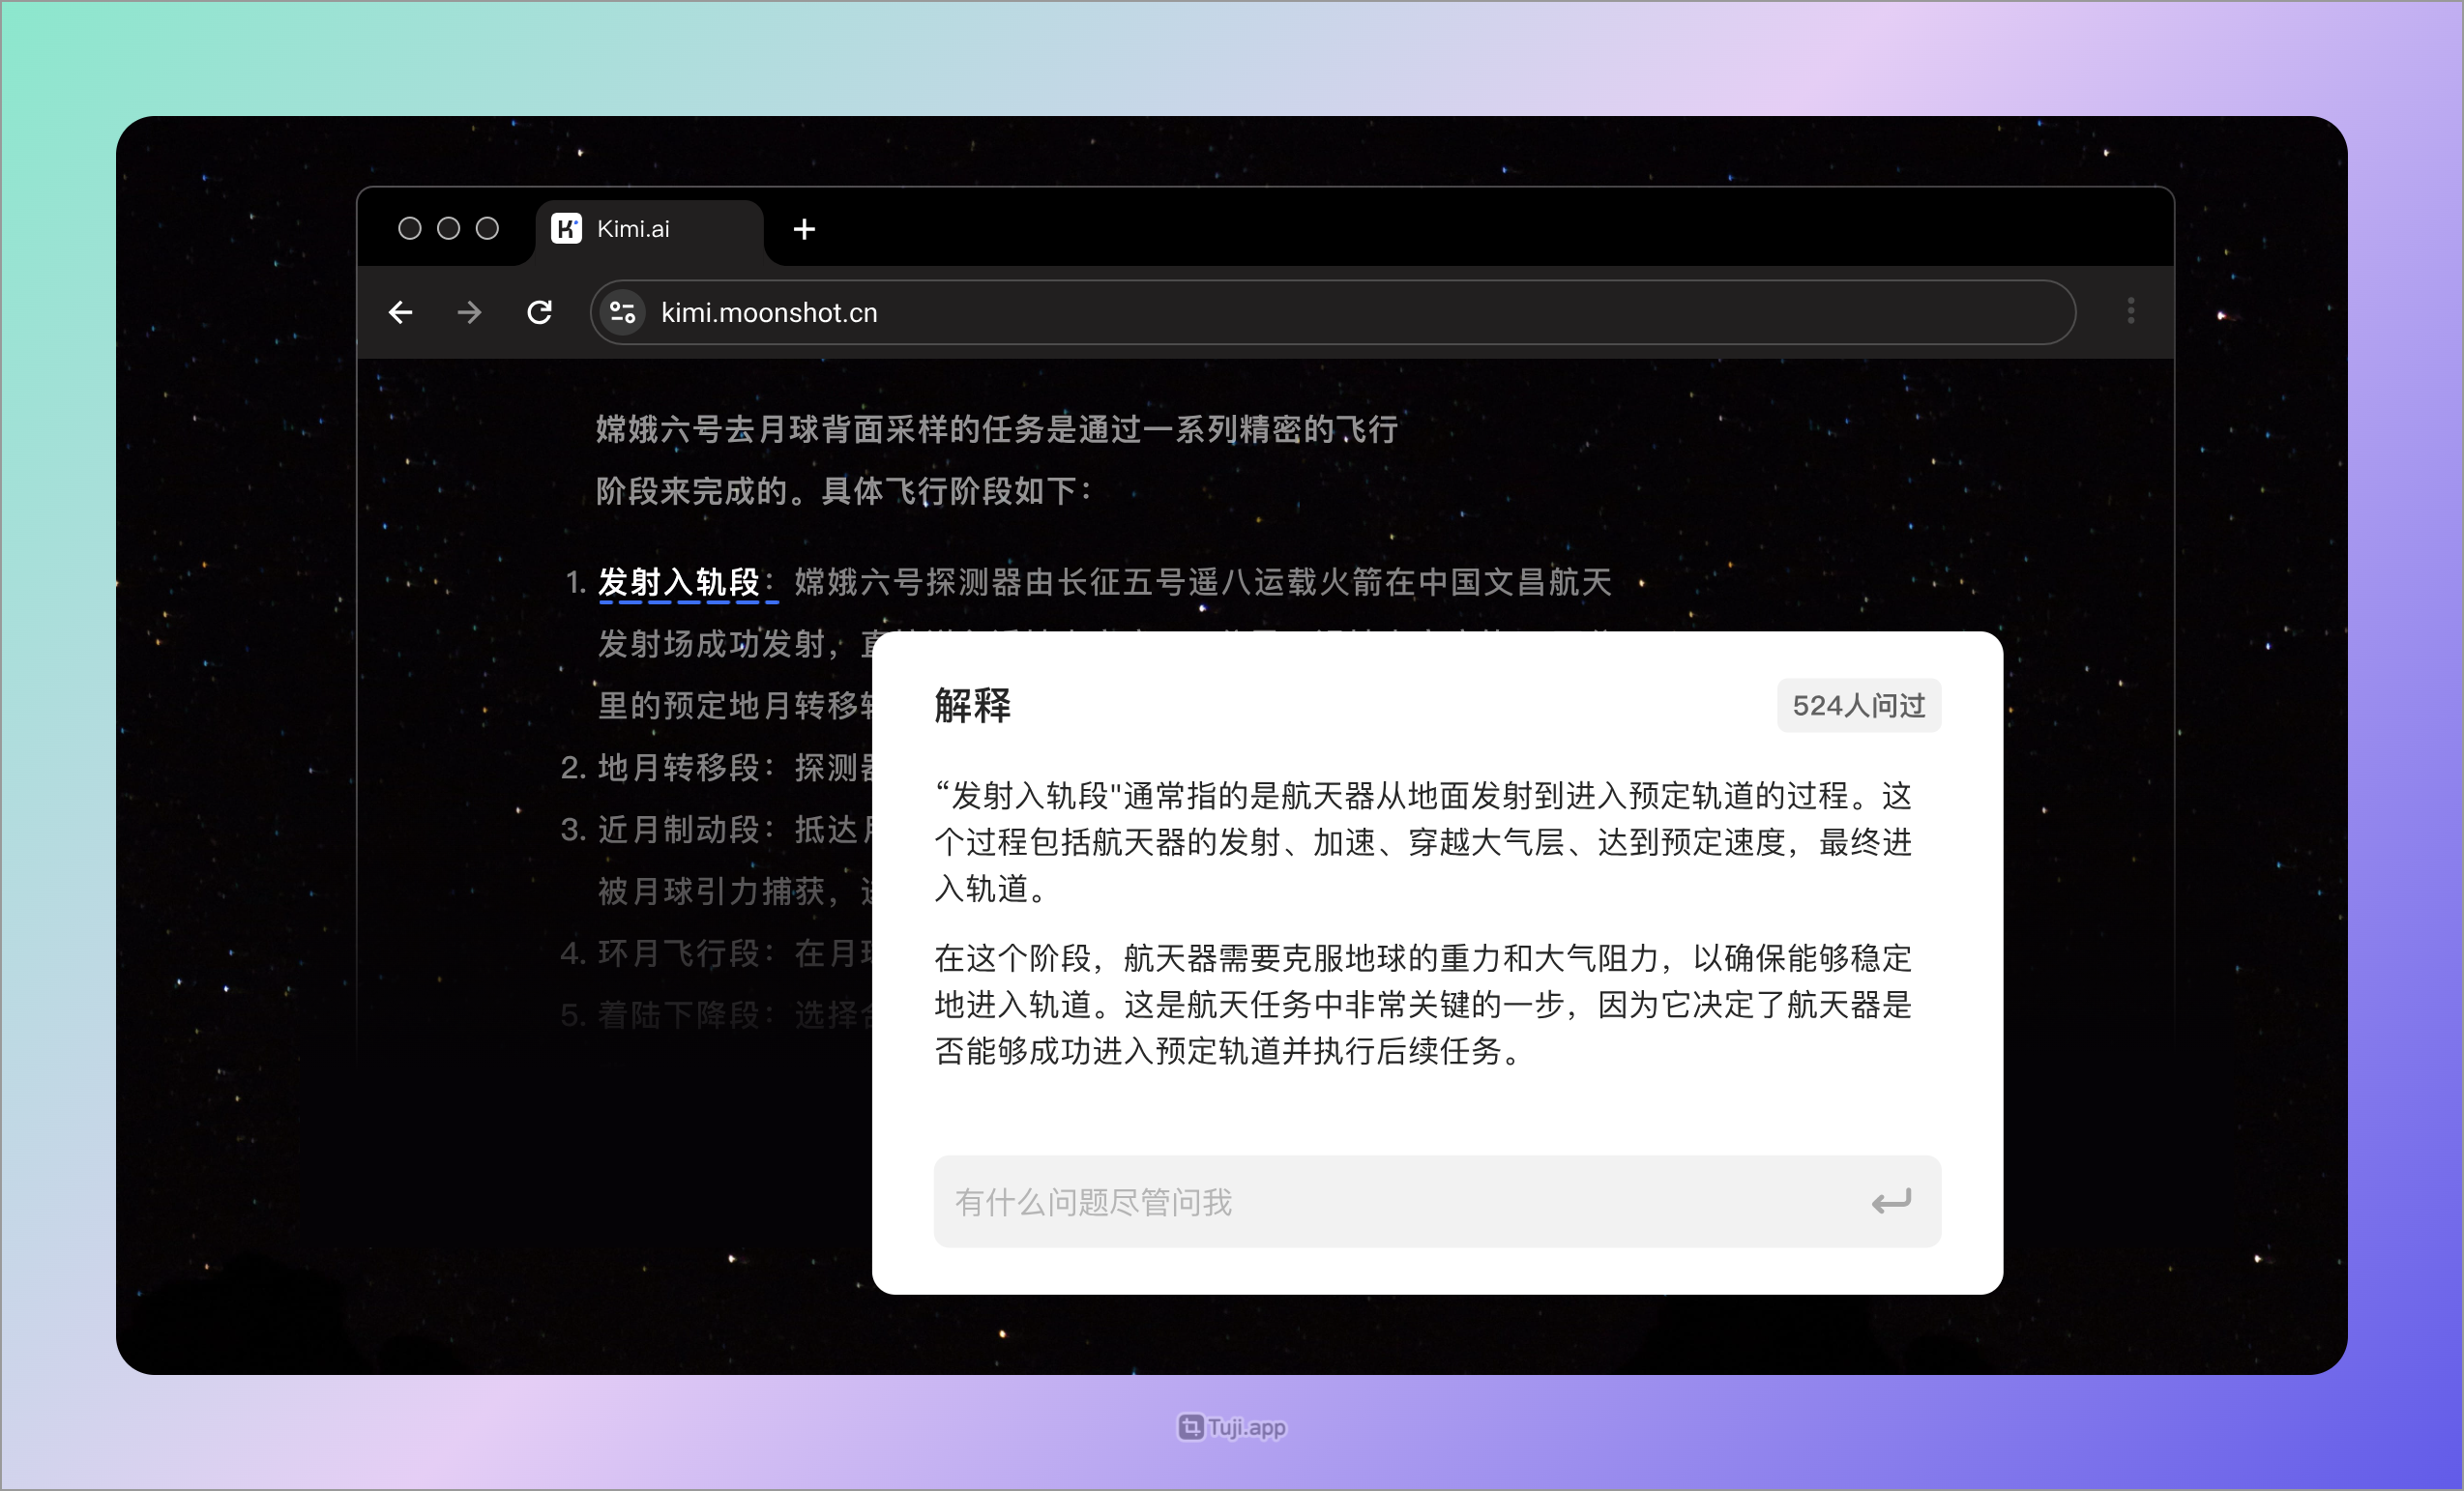 Kimi.ai
kimi.moonshot.cn
嫦娥六号去月球背面采样的任务是通过一系列精密的飞行
阶段来完成的。具体飞行阶段如下：
1. 发射入轨段：嫦娥六号探测器由长征五号遥八运载火箭在中国文昌航天
发射场成功发射，
里的预定地月转移
2. 地月转移段：探测
3. 近月制动段：抵达
被月球引力捕获，
4. 环月飞行段：在月
5. 着陆下降段：选择
解释
524人问过
“发射入轨段"通常指的是航天器从地面发射到进入预定轨道的过程。这
个过程包括航天器的发射、加速、穿越大气层、达到预定速度，最终进
入轨道。
在这个阶段，航天器需要克服地球的重力和大气阻力，以确保能够稳定
地进入轨道。这是航天任务中非常关键的一步，因为它决定了航天器是
否能够成功进入预定轨道并执行后续任务。
有什么问题尽管问我
Tuji.app